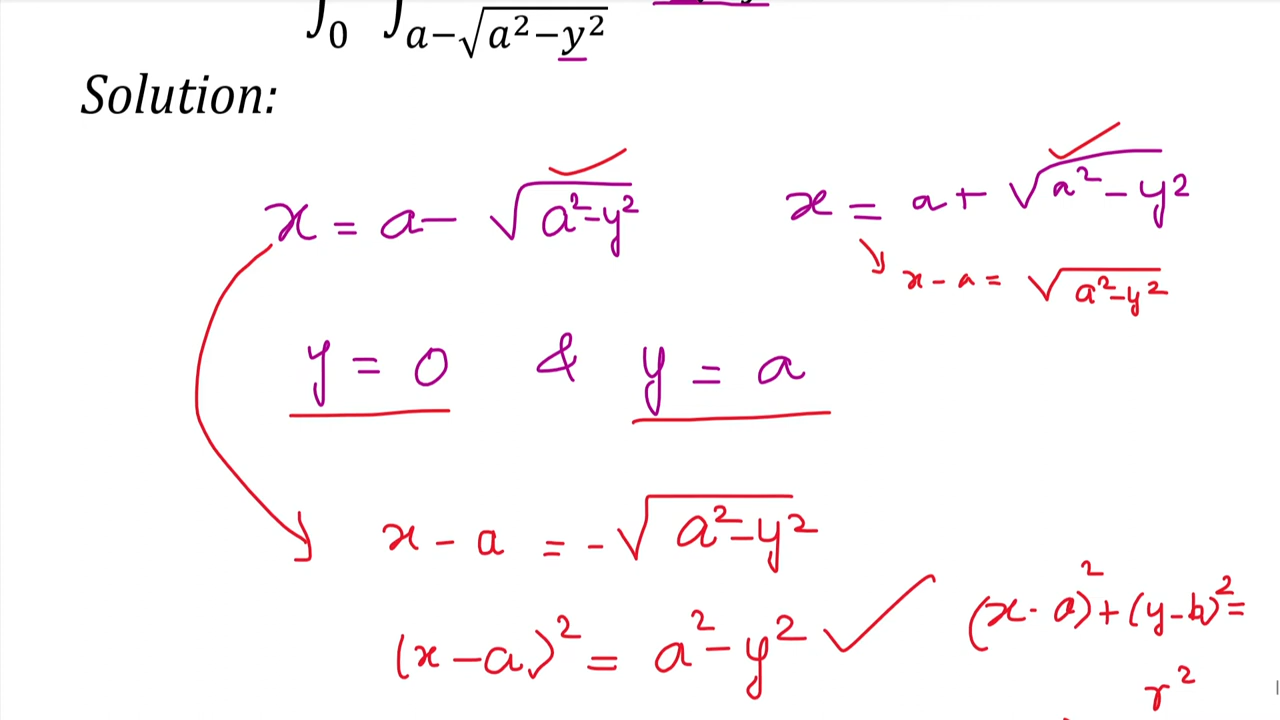 ∫₀ ∫ₐ₋√(a²−y²)
Solution:
x = a − √(a²−y²)
x = a + √(a²−y²)
x − a = √(a²−y²)
y = 0 & y = a
x − a = −√(a²−y²)
(x − a)² = a² − y²
(x − a)² + (y − b)² =
r²